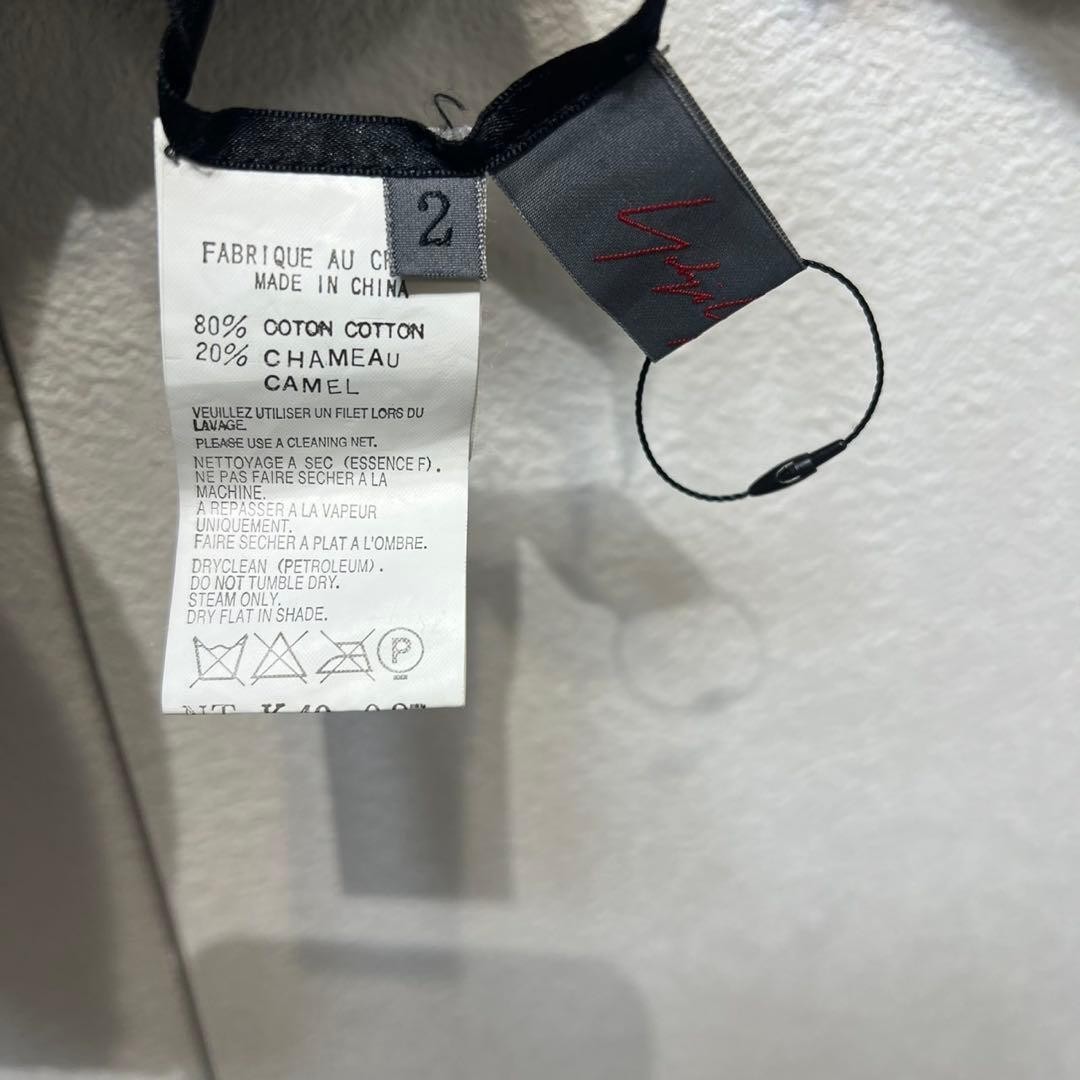 2
FABRIQUE AU
MADE IN CHINA
80% COTON COTTON
20% CHAMEAU
CAMEL
VEUILLEZ UTILISER UN FILET LORS DU
LAVAGE.
PLEASE USE A CLEANING NET.
NETTOYAGE A SEC (ESSENCE F).
NE PAS FAIRE SECHER A LA
MACHINE.
A REPASSER A LA VAPEUR
UNIQUEMENT.
FAIRE SECHER A PLAT A L'OMBRE.
DRYCLEAN (PETROLEUM).
DO NOT TUMBLE DRY.
STEAM ONLY.
DRY FLAT IN SHADE.
P